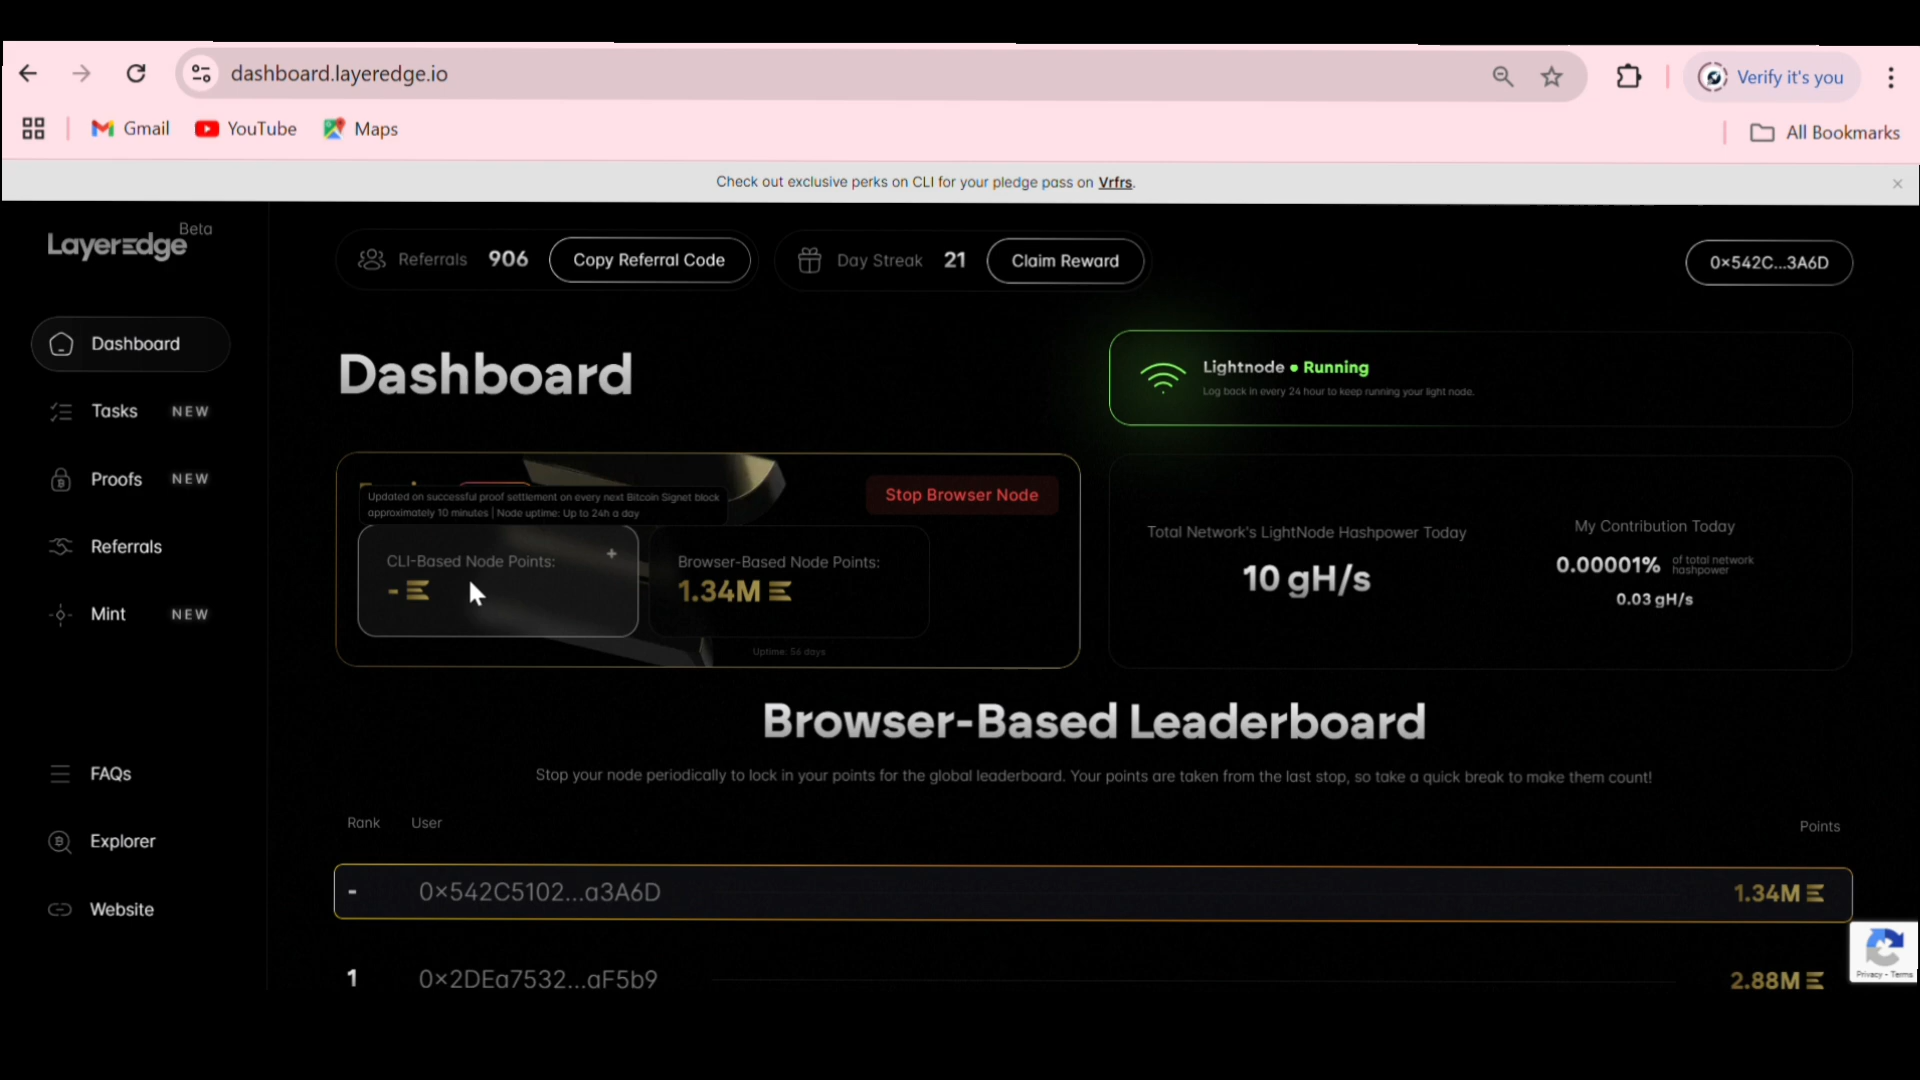 dashboard.layeredge.io
Verify it's you
Gmail
YouTube
Maps
All Bookmarks
Check out exclusive perks on CLI for your pledge pass on Vrfrs.
LayerEdge
Beta
Referrals 906 Copy Referral Code
Day Streak 21 Claim Reward
0×542C...3A6D
Dashboard
Tasks NEW
Proofs NEW
Referrals
Mint NEW
FAQs
Explorer
Website
Dashboard
Lightnode • Running
Log back in every 24 hour to keep running your light node.
Updated on successful proof settlement on every next Bitcoin Signet block
approximately 10 minutes | Node uptime: Up to 24h a day
Stop Browser Node
CLI-Based Node Points: +
-
Browser-Based Node Points:
1.34M
Uptime: 56 days
Total Network's LightNode Hashpower Today
10 gH/s
My Contribution Today
0.00001% of total network
hashpower
0.03 gH/s
Browser-Based Leaderboard
Stop your node periodically to lock in your points for the global leaderboard. Your points are taken from the last stop, so take a quick break to make them count!
Rank User Points
- 0×542C5102...a3A6D 1.34M
1 0×2DEa7532...aF5b9 2.88M
Privacy - Terms